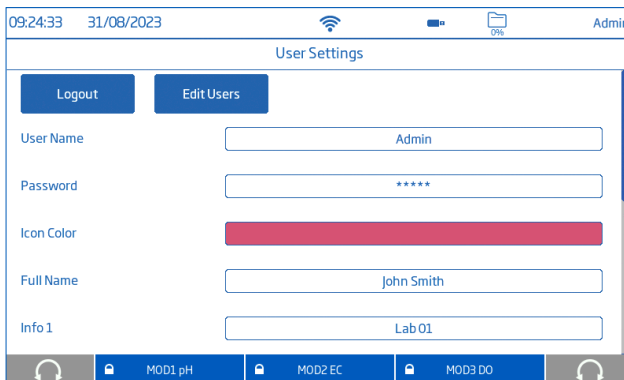 09:24:33 31/08/2023 0% Admin
User Settings
Logout Edit Users
User Name Admin
Password *****
Icon Color
Full Name John Smith
Info 1 Lab 01
MOD1 pH MOD2 EC MOD3 DO